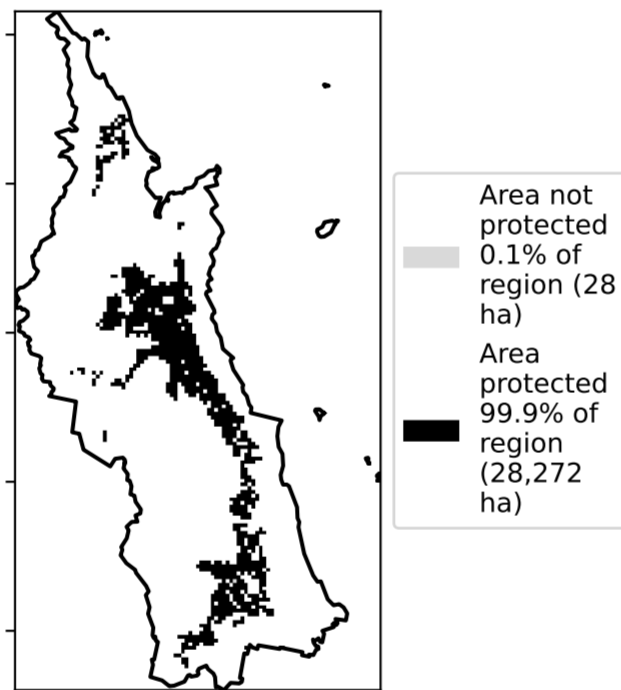 Area not
protected
0.1% of
region (28
ha)
Area
protected
99.9% of
region
(28,272
ha)